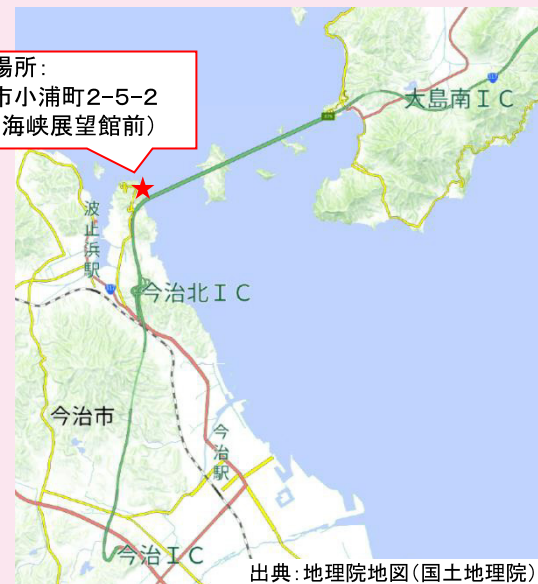 場所：
市小浦町2-5-2
海峡展望館前）
大島南ＩＣ
波止浜駅
今治北ＩＣ
今治市
今治駅
今治ＩＣ
出典：地理院地図（国土地理院）